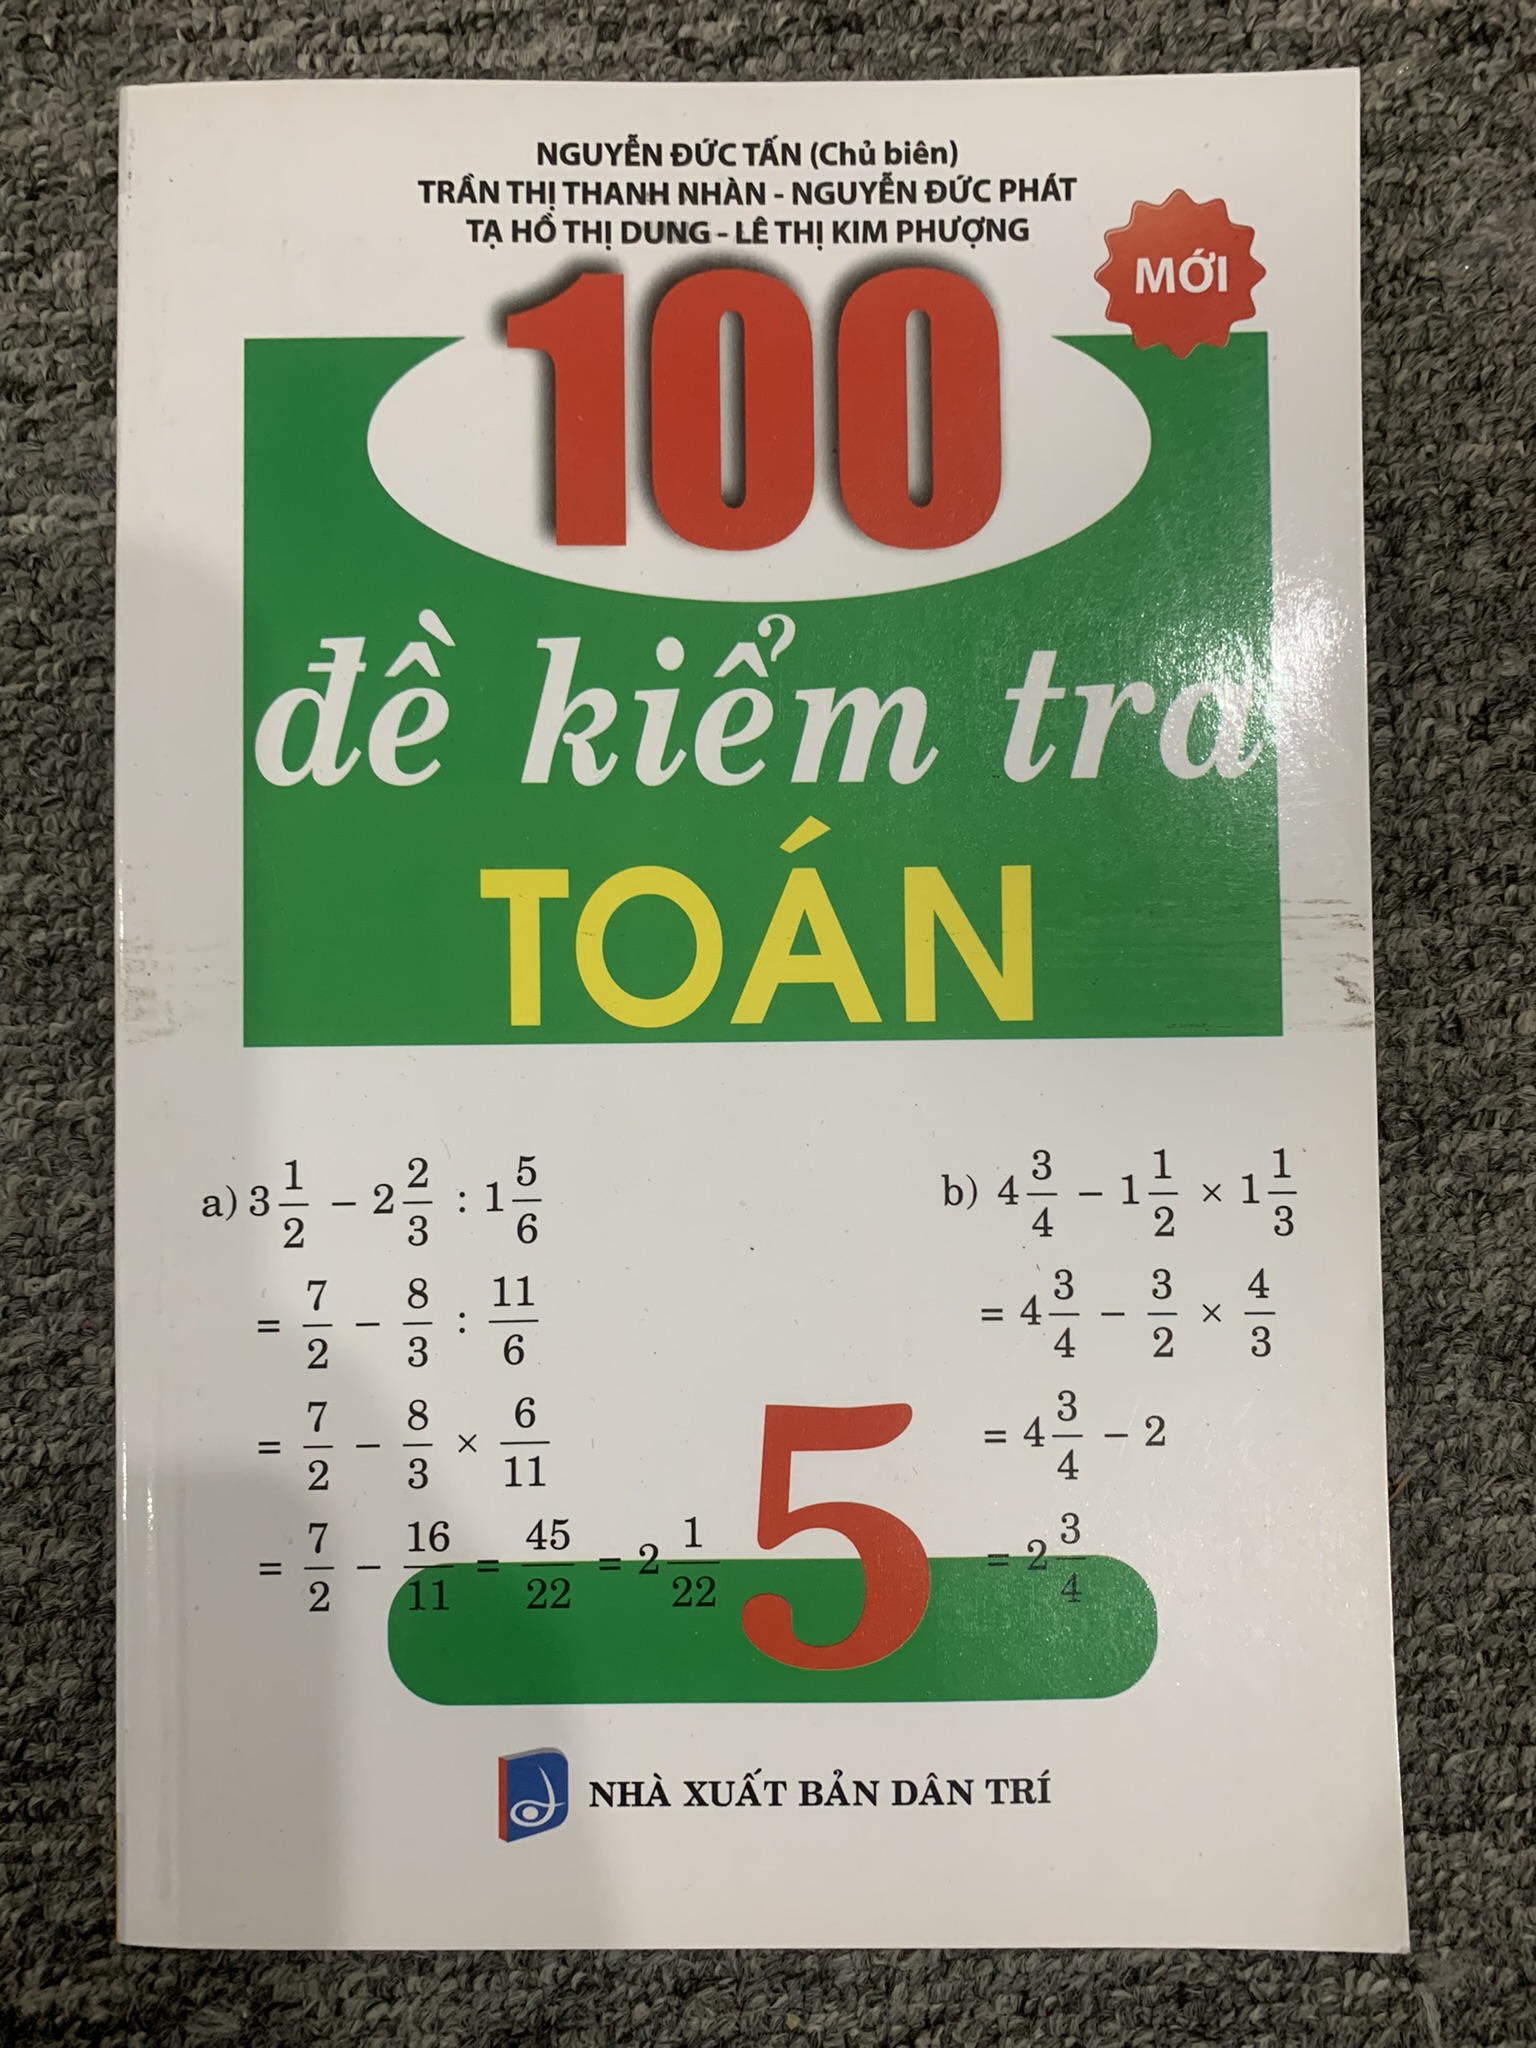 NGUYỄN ĐỨC TẤN (Chủ biên)
TRẦN THỊ THANH NHÀN - NGUYỄN ĐỨC PHÁT
TẠ HỒ THỊ DUNG - LÊ THỊ KIM PHƯỢNG
MỚI
100
đề kiểm tra
TOÁN
a) 3 1/2 − 2 2/3 : 1 5/6
= 7/2 − 8/3 : 11/6
= 7/2 − 8/3 × 6/11
= 7/2 − 16/11 = 45/22 = 2 1/22
b) 4 3/4 − 1 1/2 × 1 1/3
= 4 3/4 − 3/2 × 4/3
= 4 3/4 − 2
= 2 3/4
5
NHÀ XUẤT BẢN DÂN TRÍ